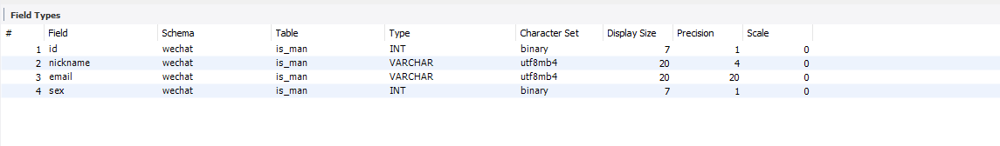 Field Types
# Field Schema Table Type Character Set Display Size Precision Scale
1 id wechat is_man INT binary 7 1 0
2 nickname wechat is_man VARCHAR utf8mb4 20 4 0
3 email wechat is_man VARCHAR utf8mb4 20 20 0
4 sex wechat is_man INT binary 7 1 0